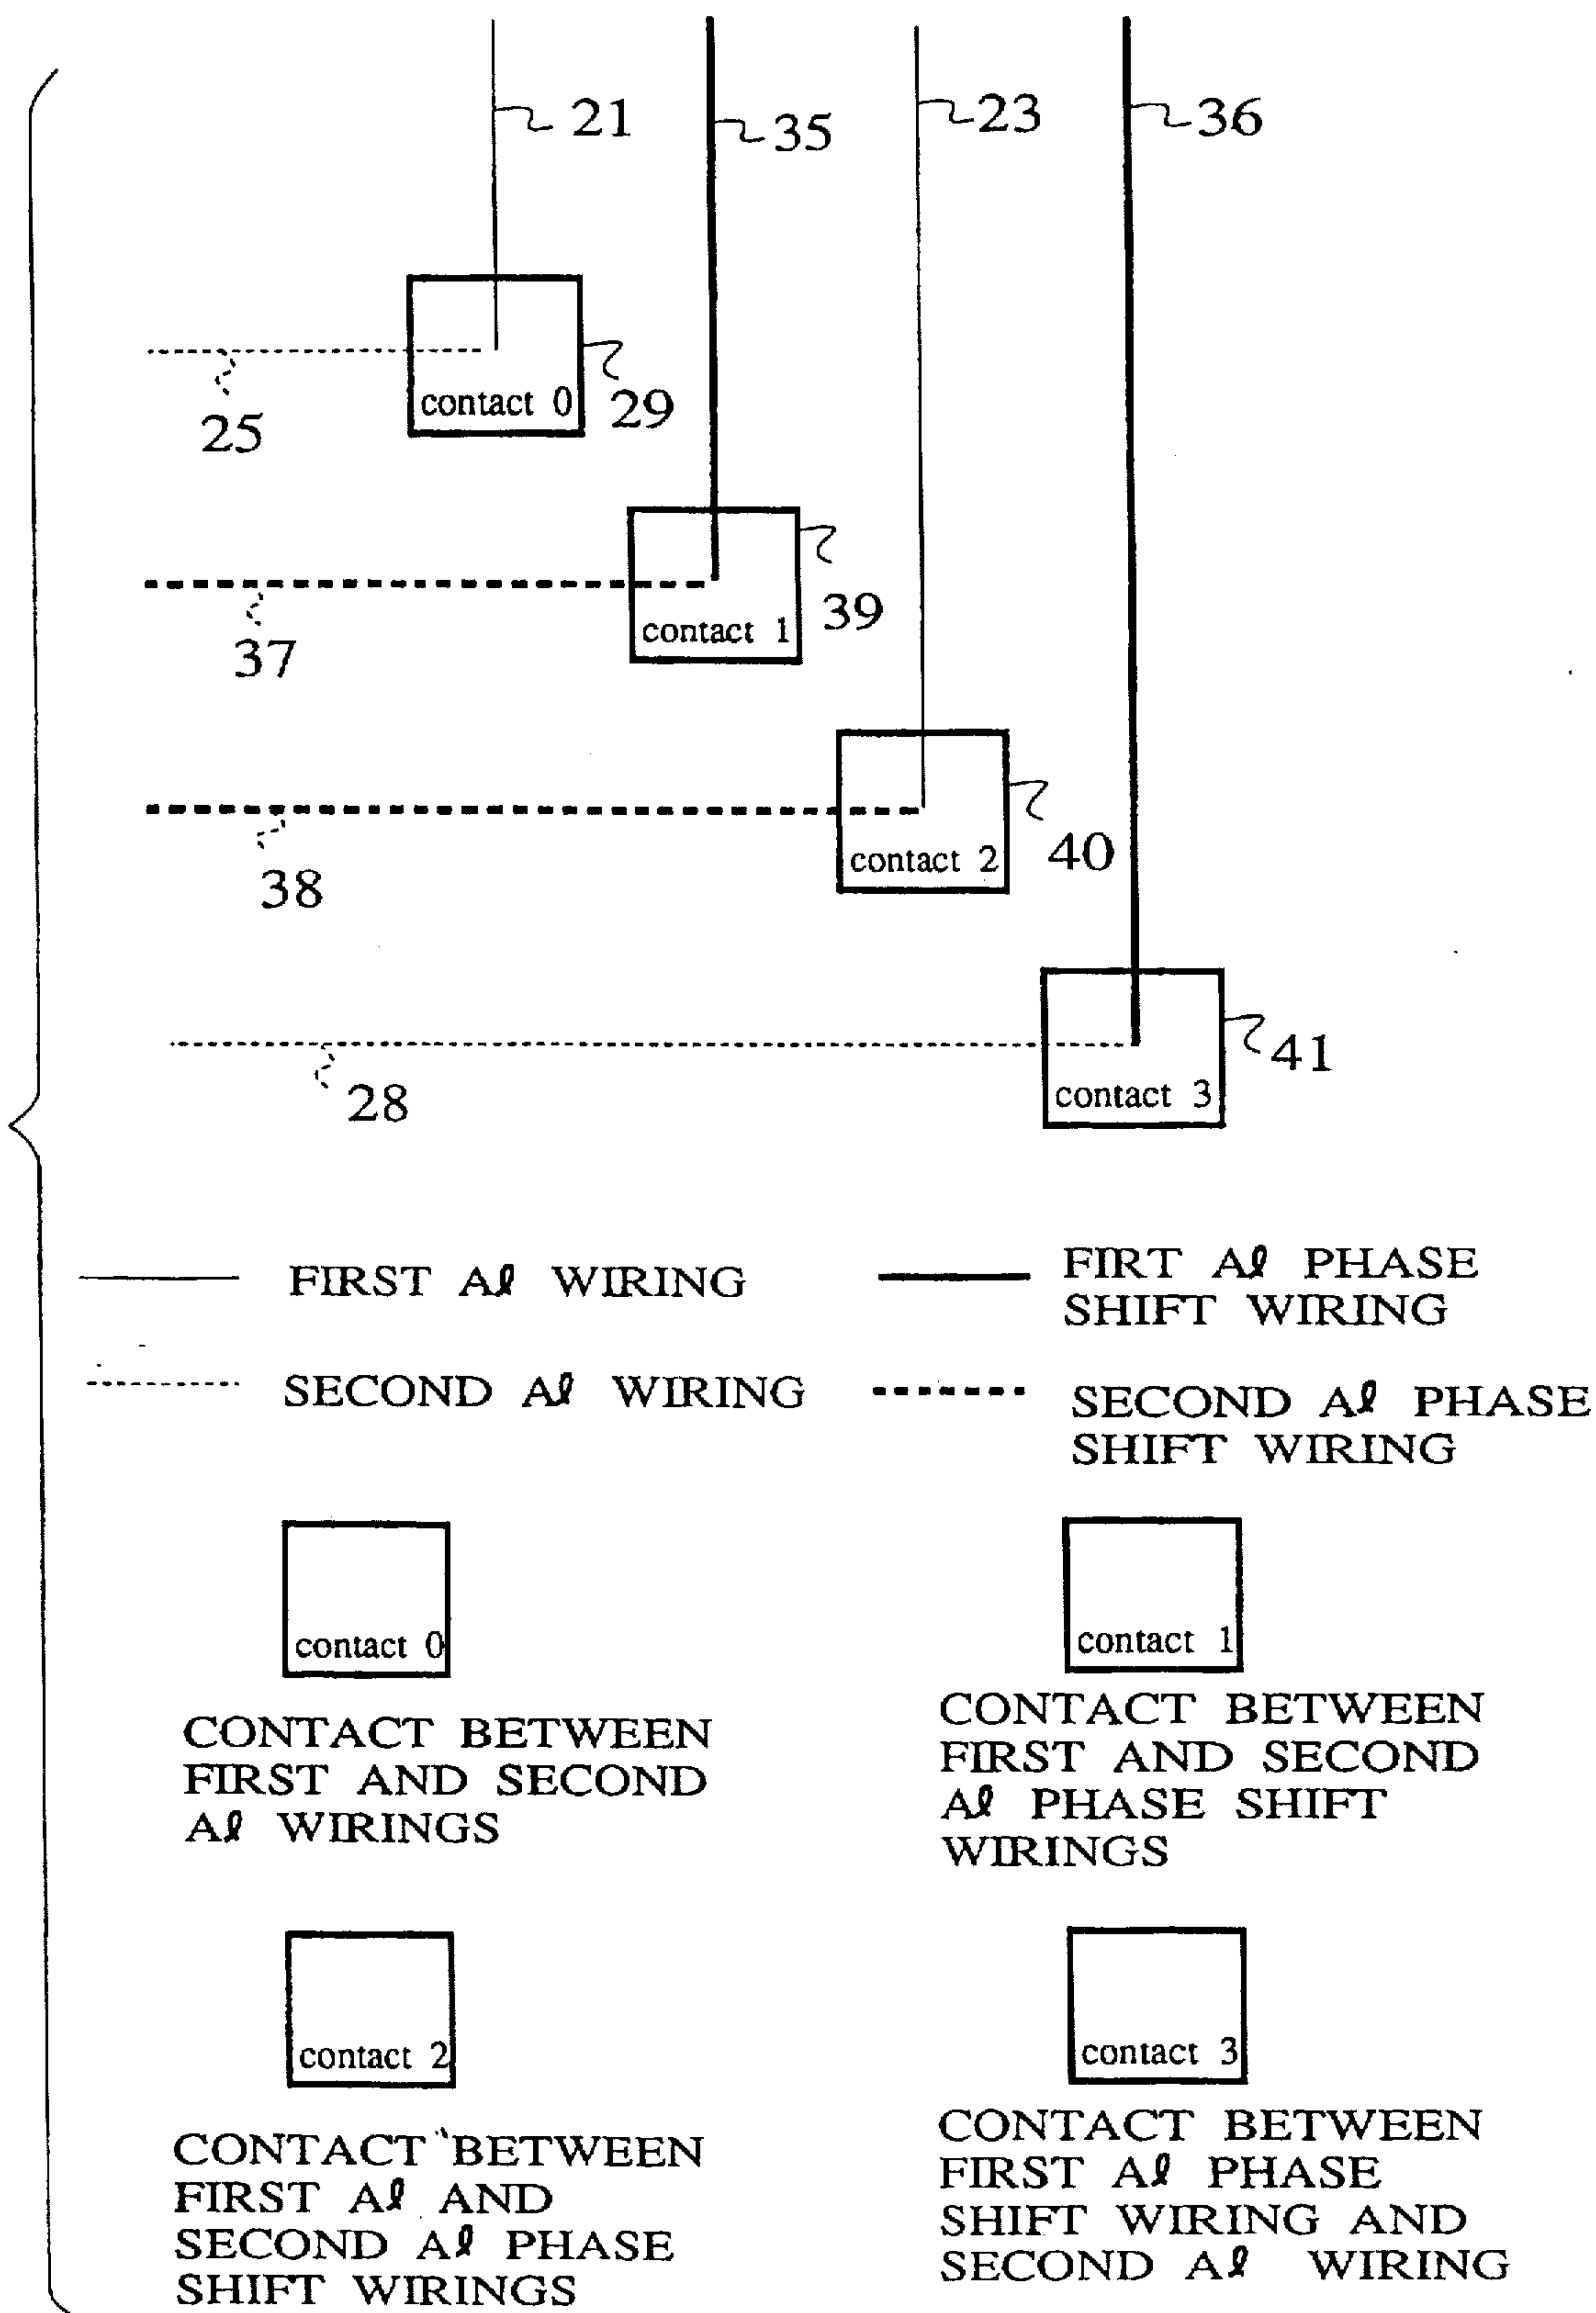 21
35
23
36
25
contact 0
29
37
contact 1
39
38
contact 2
40
28
contact 3
41
FIRST Aℓ WIRING
FIRT Aℓ PHASE
SHIFT WIRING
SECOND Aℓ WIRING
SECOND Aℓ PHASE
SHIFT WIRING
contact 0
CONTACT BETWEEN
FIRST AND SECOND
Aℓ WIRINGS
contact 1
CONTACT BETWEEN
FIRST AND SECOND
Aℓ PHASE SHIFT
WIRINGS
contact 2
CONTACT BETWEEN
FIRST Aℓ AND
SECOND Aℓ PHASE
SHIFT WIRINGS
contact 3
CONTACT BETWEEN
FIRST Aℓ PHASE
SHIFT WIRING AND
SECOND Aℓ WIRING